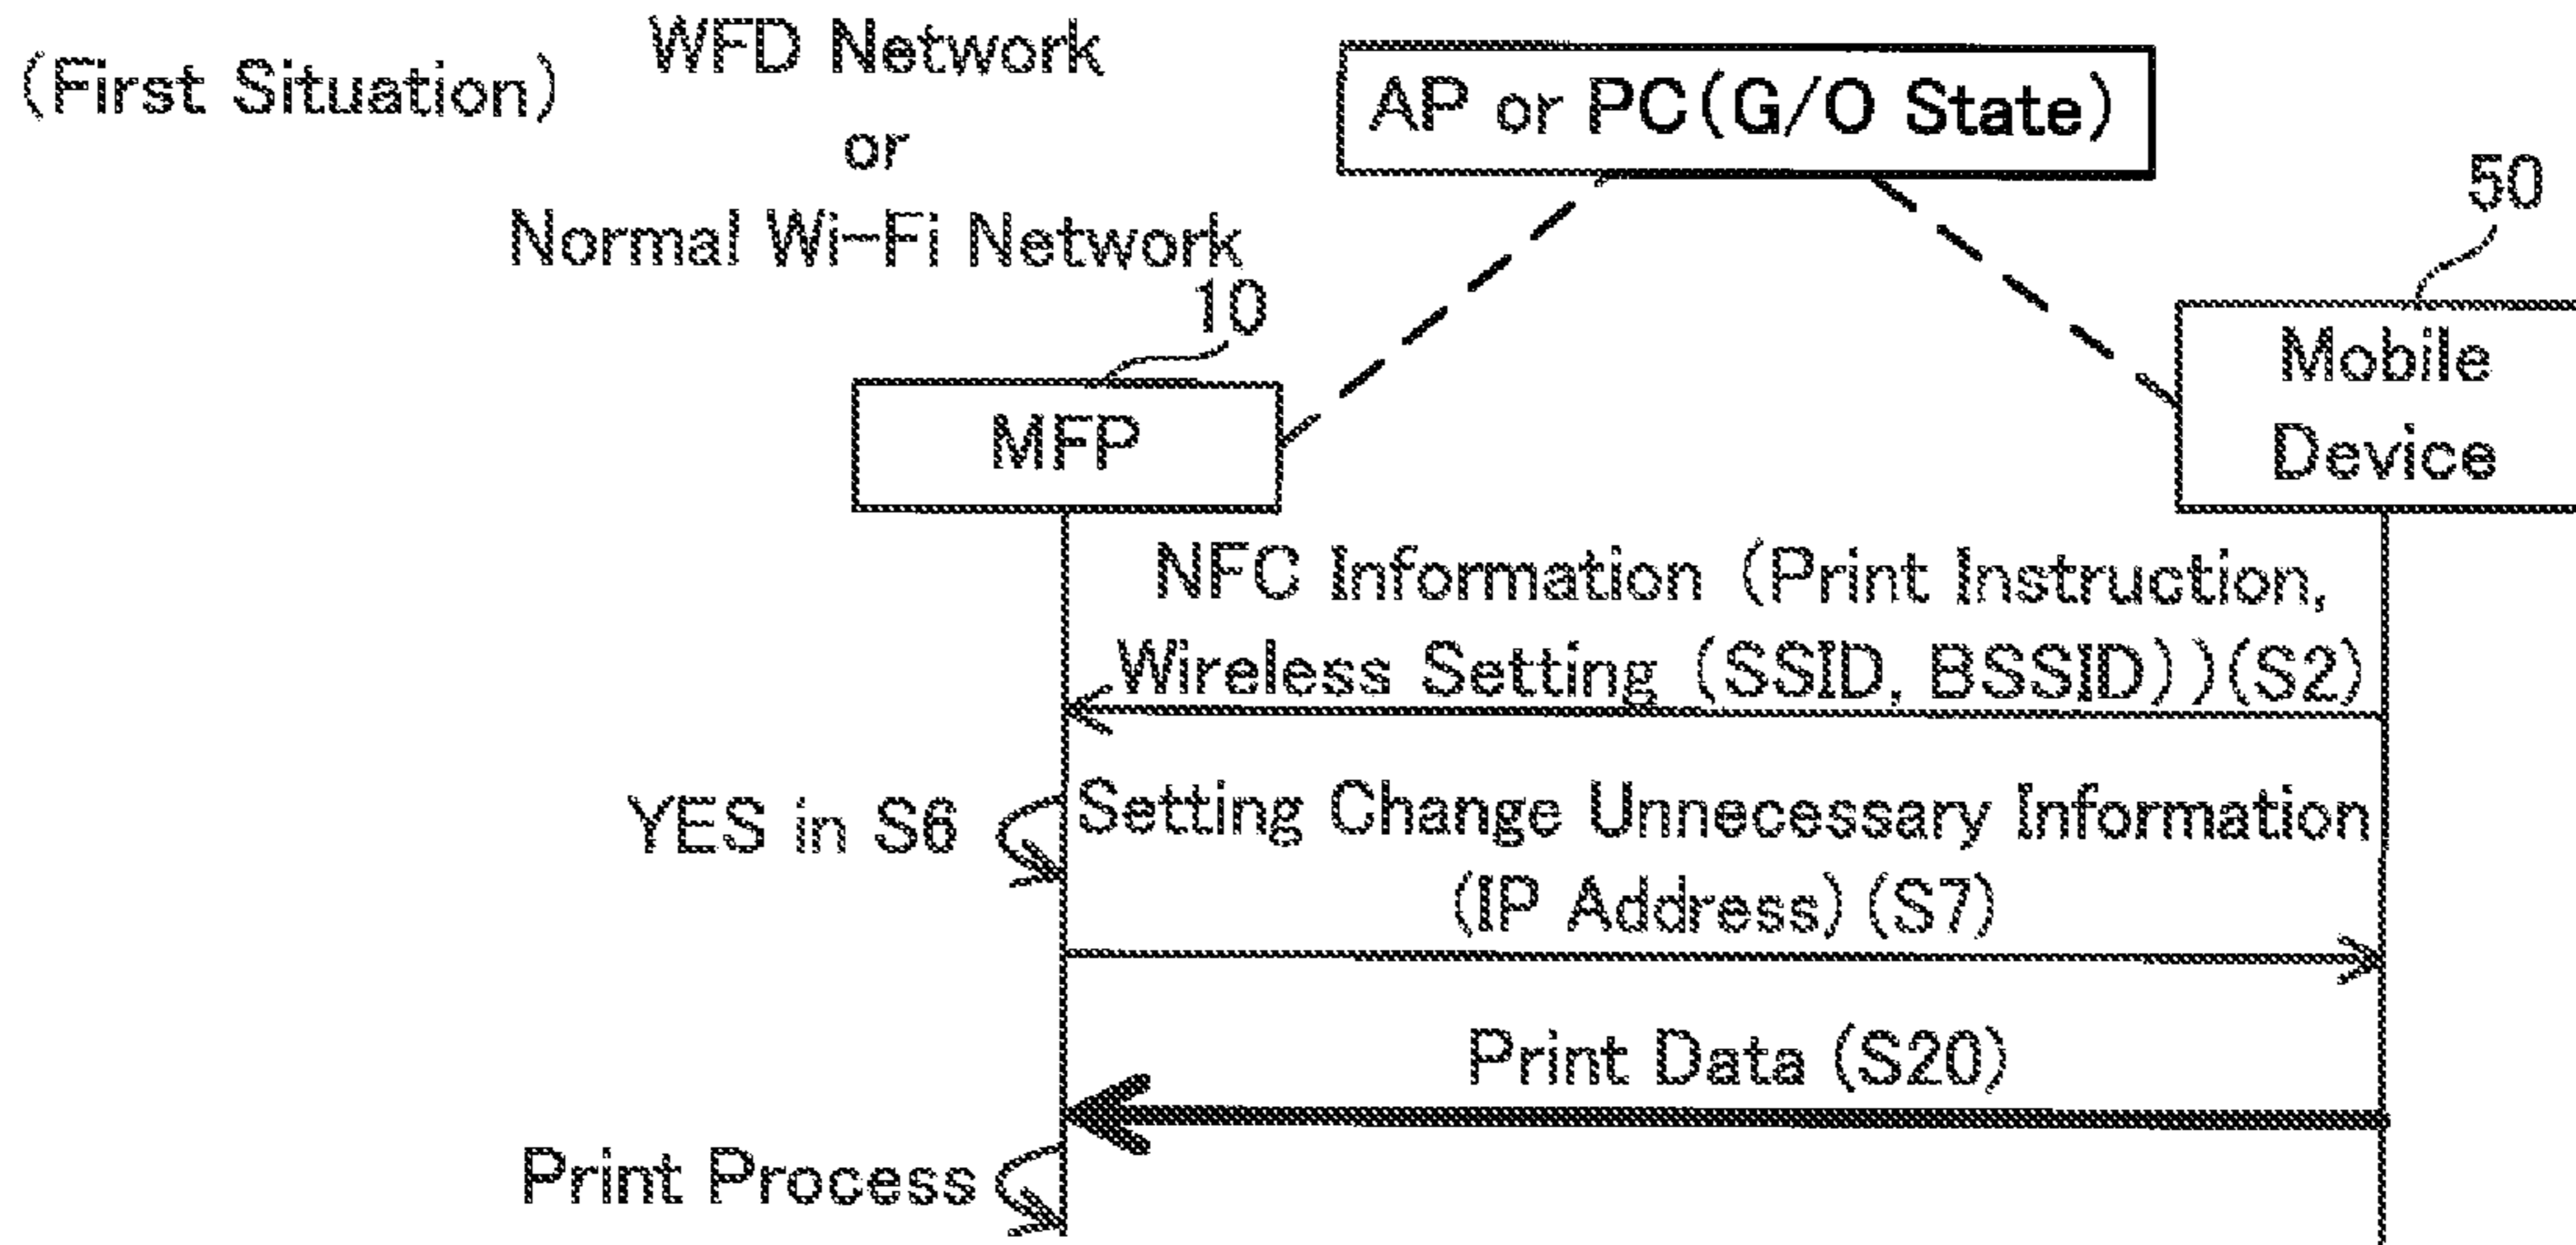 (First Situation)
WFD Network
or
Normal Wi-Fi Network
AP or PC(G/O State)
50
10
Mobile
Device
MFP
NFC Information (Print Instruction,
Wireless Setting (SSID, BSSID))(S2)
YES in S6
Setting Change Unnecessary Information
(IP Address)(S7)
Print Data (S20)
Print Process